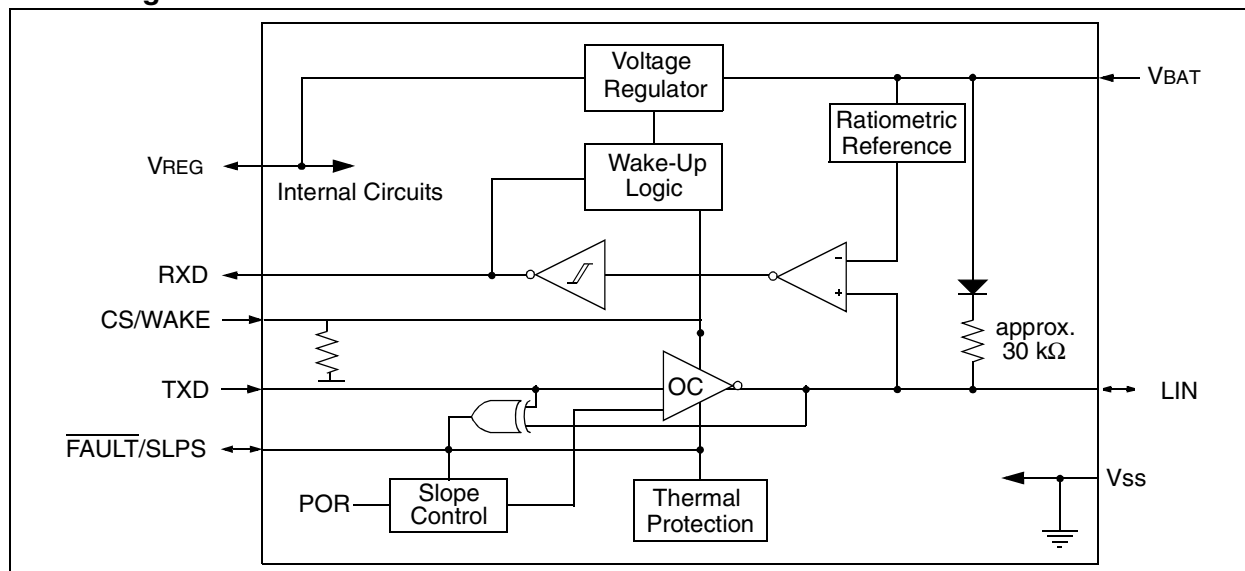 Voltage
Regulator
VBAT
Ratiometric
Reference
VREG
Internal Circuits
Wake-Up
Logic
RXD
-
+
CS/WAKE
approx.
30 kΩ
TXD
OC
LIN
FAULT/SLPS
VSS
POR
Slope
Control
Thermal
Protection